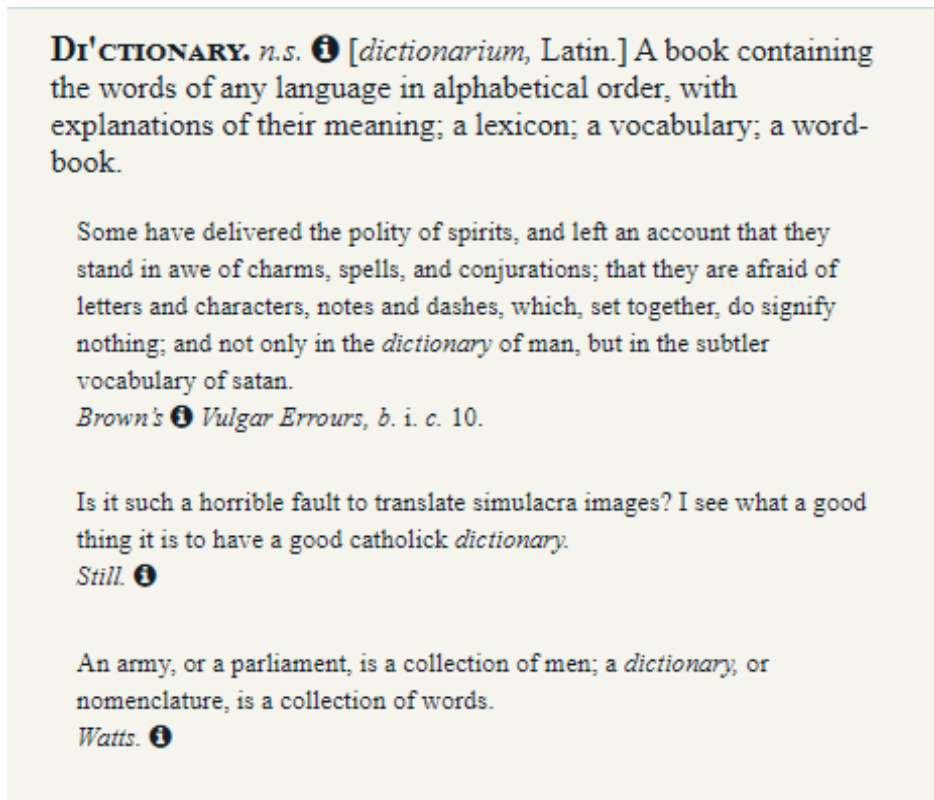 DI'CTIONARY. n.s. [dictionarium, Latin.] A book containing
the words of any language in alphabetical order, with
explanations of their meaning; a lexicon; a vocabulary; a word-
book.
Some have delivered the polity of spirits, and left an account that they
stand in awe of charms, spells, and conjurations; that they are afraid of
letters and characters, notes and dashes, which, set together, do signify
nothing; and not only in the dictionary of man, but in the subtler
vocabulary of satan.
Brown's Vulgar Errours, b. i. c. 10.
Is it such a horrible fault to translate simulacra images? I see what a good
thing it is to have a good catholick dictionary.
Still.
An army, or a parliament, is a collection of men; a dictionary, or
nomenclature, is a collection of words.
Watts.